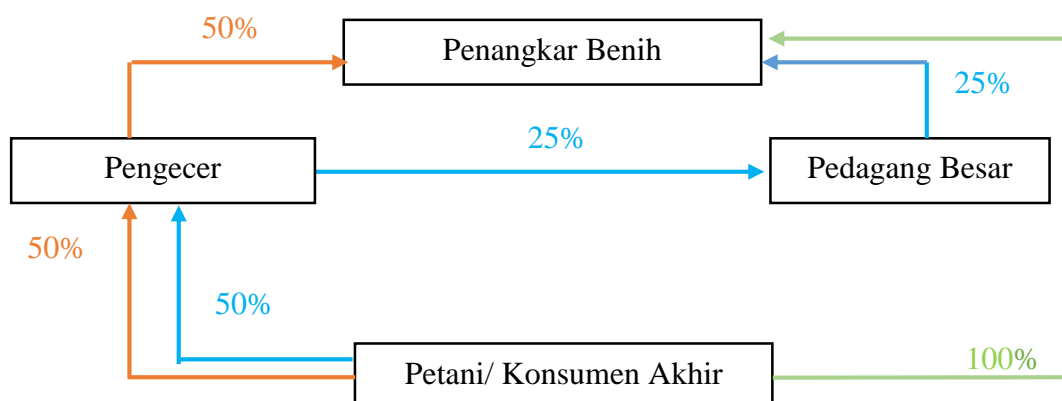 50%
Penangkar Benih
25%
25%
Pengecer
Pedagang Besar
50%
50%
100%
Petani/ Konsumen Akhir